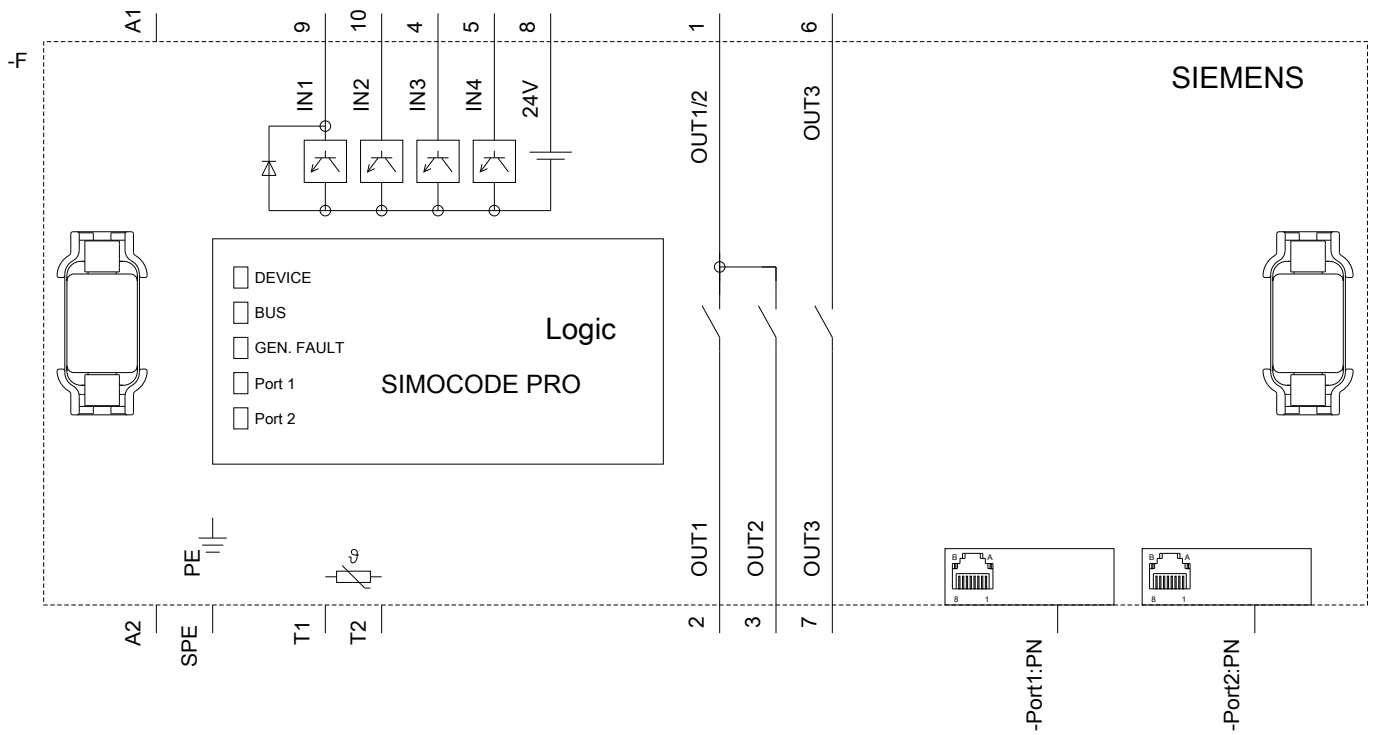 A1
9
10
4
5
8
1
6
-F
IN1
IN2
IN3
IN4
24V
OUT1/2
OUT3
SIEMENS
DEVICE
BUS
GEN. FAULT
Port 1
Port 2
Logic
SIMOCODE PRO
PE
ϑ
OUT1
OUT2
OUT3
B A
8 1
B A
8 1
A2
SPE
T1
T2
2
3
7
-Port1:PN
-Port2:PN